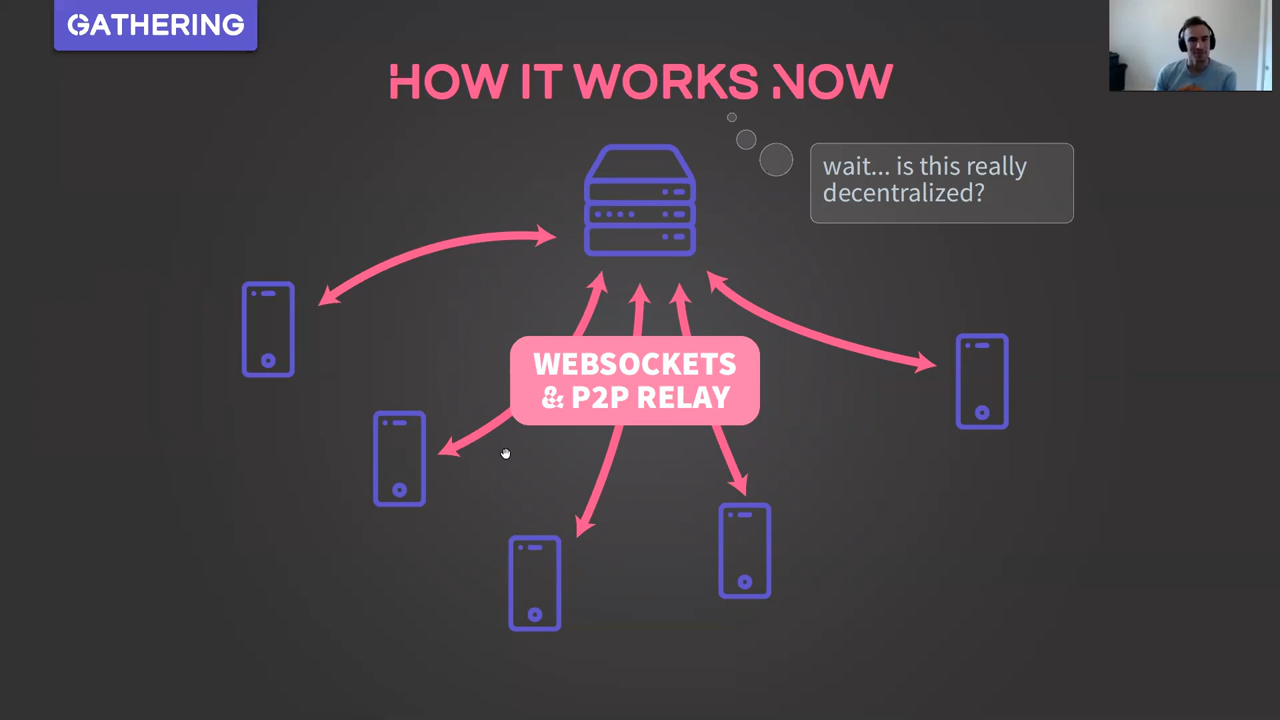 GATHERING
HOW IT WORKS NOW
wait... is this really
decentralized?
WEBSOCKETS
& P2P RELAY